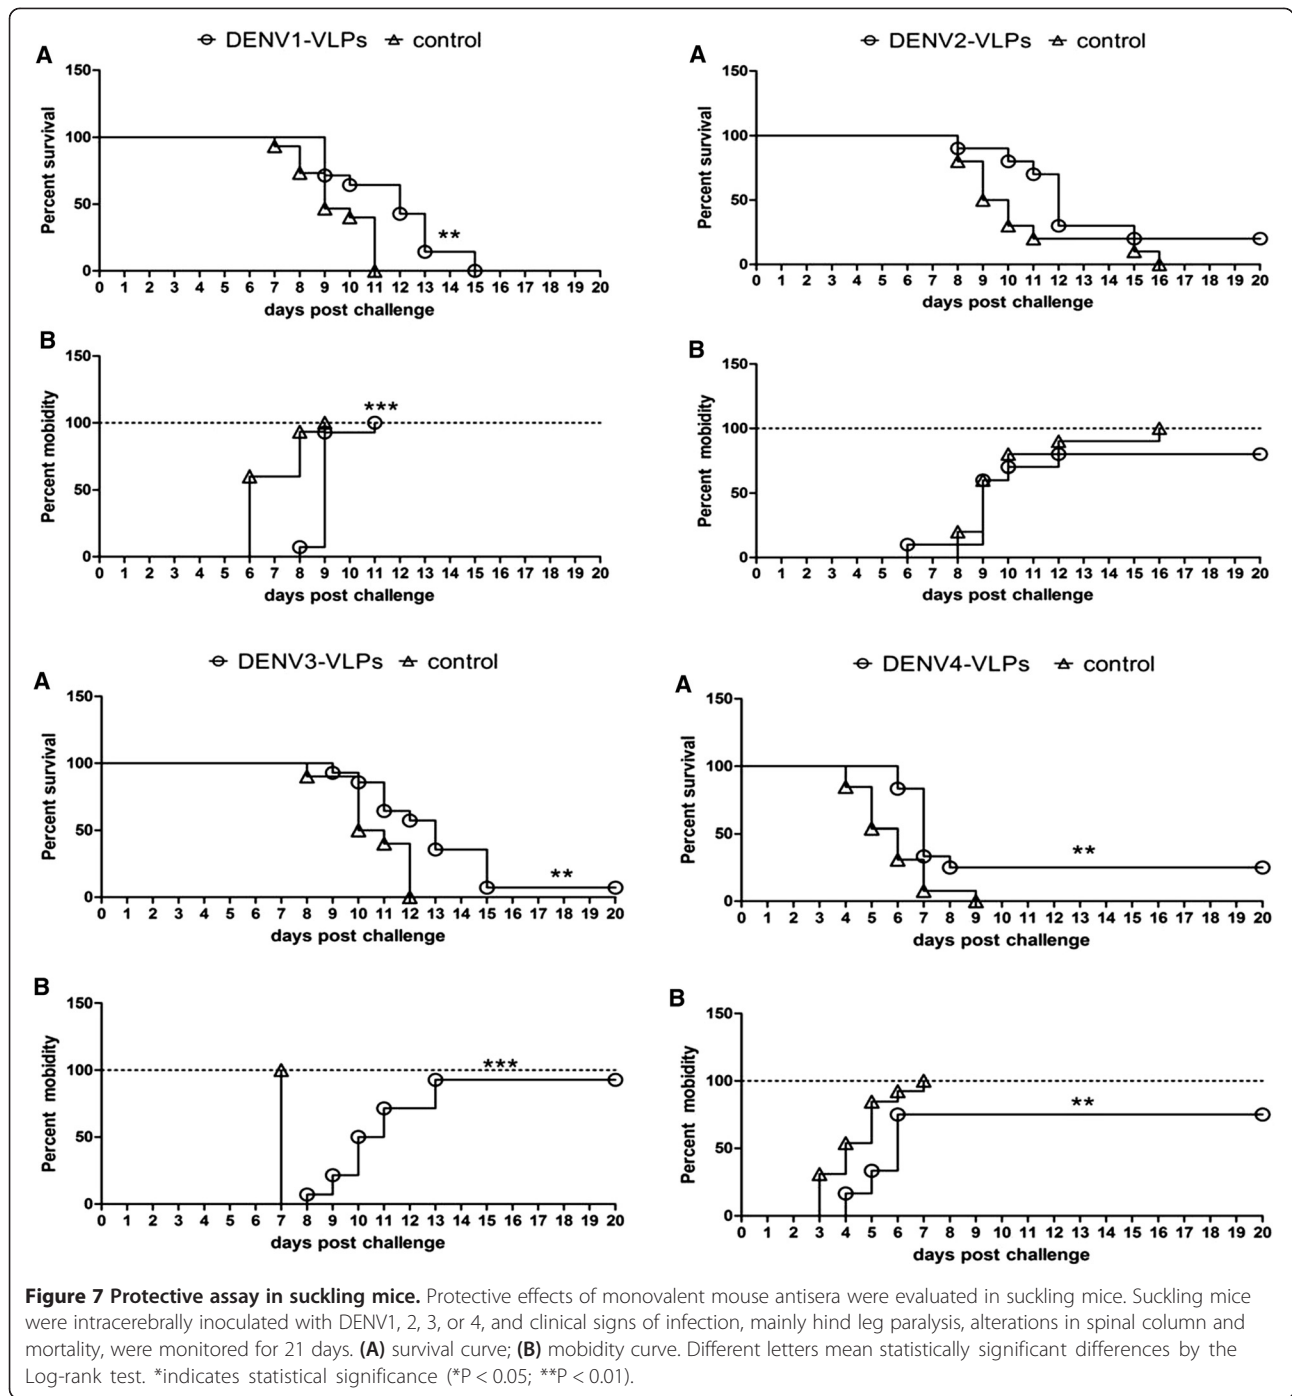 DENV1-VLPs control
A
150
100
50
0
Percent survival
**
0 1 2 3 4 5 6 7 8 9 10 11 12 13 14 15 16 17 18 19 20
days post challenge
B
150
100
50
0
Percent mobidity
***
0 1 2 3 4 5 6 7 8 9 10 11 12 13 14 15 16 17 18 19 20
days post challenge
DENV2-VLPs control
A
150
100
50
0
Percent survival
0 1 2 3 4 5 6 7 8 9 10 11 12 13 14 15 16 17 18 19 20
days post challenge
B
150
100
50
0
Percent mobidity
0 1 2 3 4 5 6 7 8 9 10 11 12 13 14 15 16 17 18 19 20
days post challenge
DENV3-VLPs control
A
150
100
50
0
Percent survival
**
0 1 2 3 4 5 6 7 8 9 10 11 12 13 14 15 16 17 18 19 20
days post challenge
B
150
100
50
0
Percent mobidity
***
0 1 2 3 4 5 6 7 8 9 10 11 12 13 14 15 16 17 18 19 20
days post challenge
DENV4-VLPs control
A
150
100
50
0
Percent survival
**
0 1 2 3 4 5 6 7 8 9 10 11 12 13 14 15 16 17 18 19 20
days post challenge
B
150
100
50
0
Percent mobidity
**
0 1 2 3 4 5 6 7 8 9 10 11 12 13 14 15 16 17 18 19 20
days post challenge
Figure 7 Protective assay in suckling mice. Protective effects of monovalent mouse antisera were evaluated in suckling mice. Suckling mice
were intracerebrally inoculated with DENV1, 2, 3, or 4, and clinical signs of infection, mainly hind leg paralysis, alterations in spinal column and
mortality, were monitored for 21 days. (A) survival curve; (B) mobidity curve. Different letters mean statistically significant differences by the
Log-rank test. *indicates statistical significance (*P < 0.05; **P < 0.01).